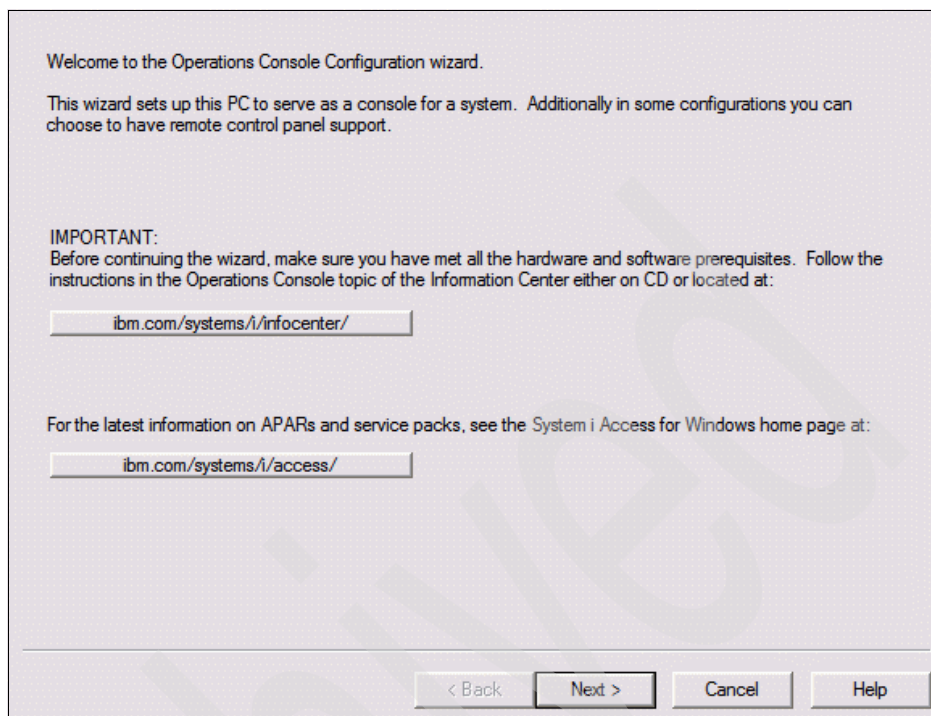 Welcome to the Operations Console Configuration wizard.
This wizard sets up this PC to serve as a console for a system. Additionally in some configurations you can
choose to have remote control panel support.
IMPORTANT:
Before continuing the wizard, make sure you have met all the hardware and software prerequisites. Follow the
instructions in the Operations Console topic of the Information Center either on CD or located at:
ibm.com/systems/i/infocenter/
For the latest information on APARs and service packs, see the System i Access for Windows home page at:
ibm.com/systems/i/access/
< Back Next > Cancel Help